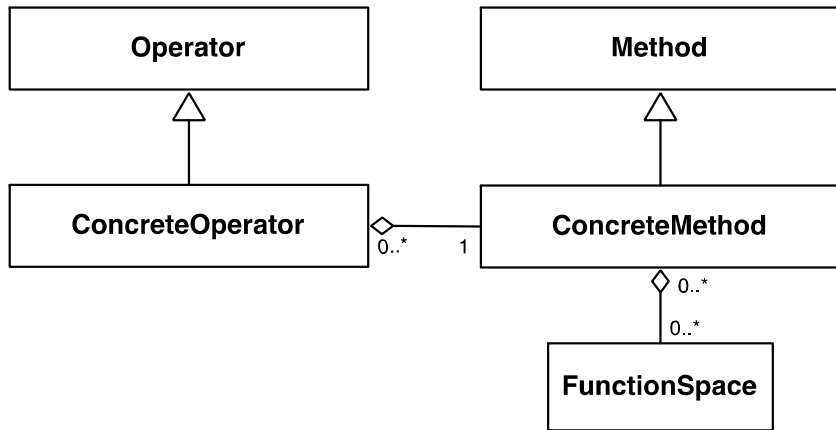 Operator
Method
ConcreteOperator
ConcreteMethod
0..*
1
0..*
0..*
FunctionSpace